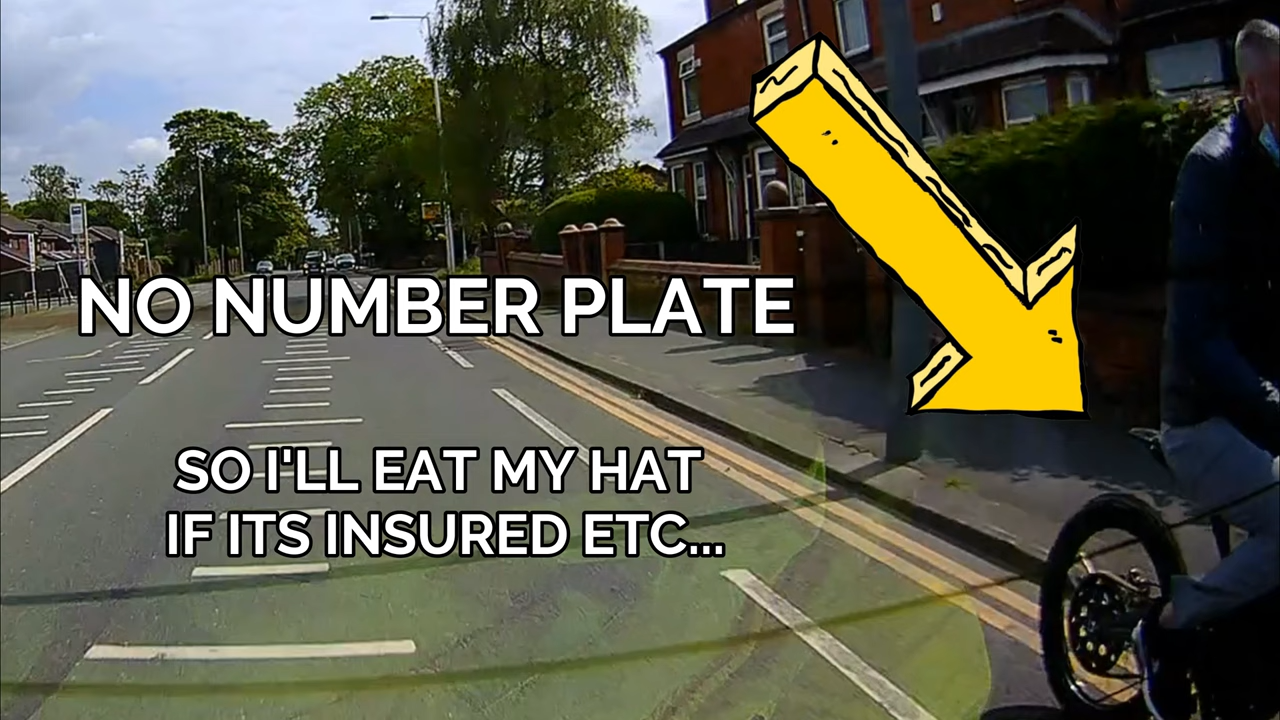 NO NUMBER PLATE
SO I'LL EAT MY HAT
IF ITS INSURED ETC...